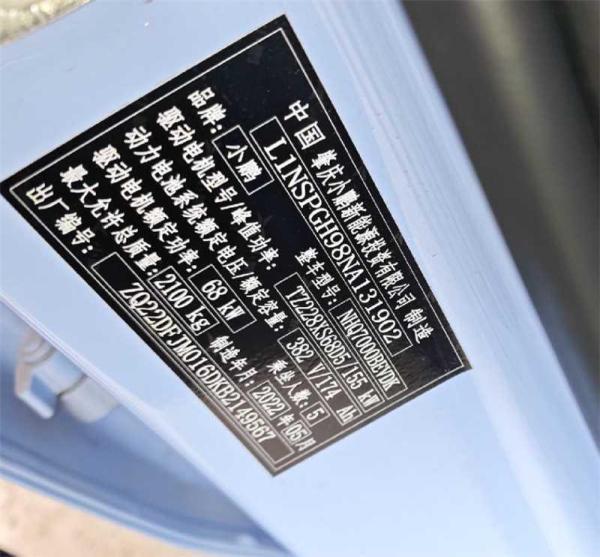 中国 肇庆小鹏新能源投资有限公司 制造
L1NSPGH98NA131902
品牌: 小鹏 整车型号: NHQ7000BEVDK
驱动电机型号/峰值功率: TZ228XS68D5/155 kW
动力电池系统额定电压/额定容量: 382 V/174 Ah
驱动电机额定功率: 68 kW 乘坐人数: 5
最大允许总质量: 2100 kg 制造年月: 2022年05月
出厂编号: ZQ22DFJM016DKB2149567